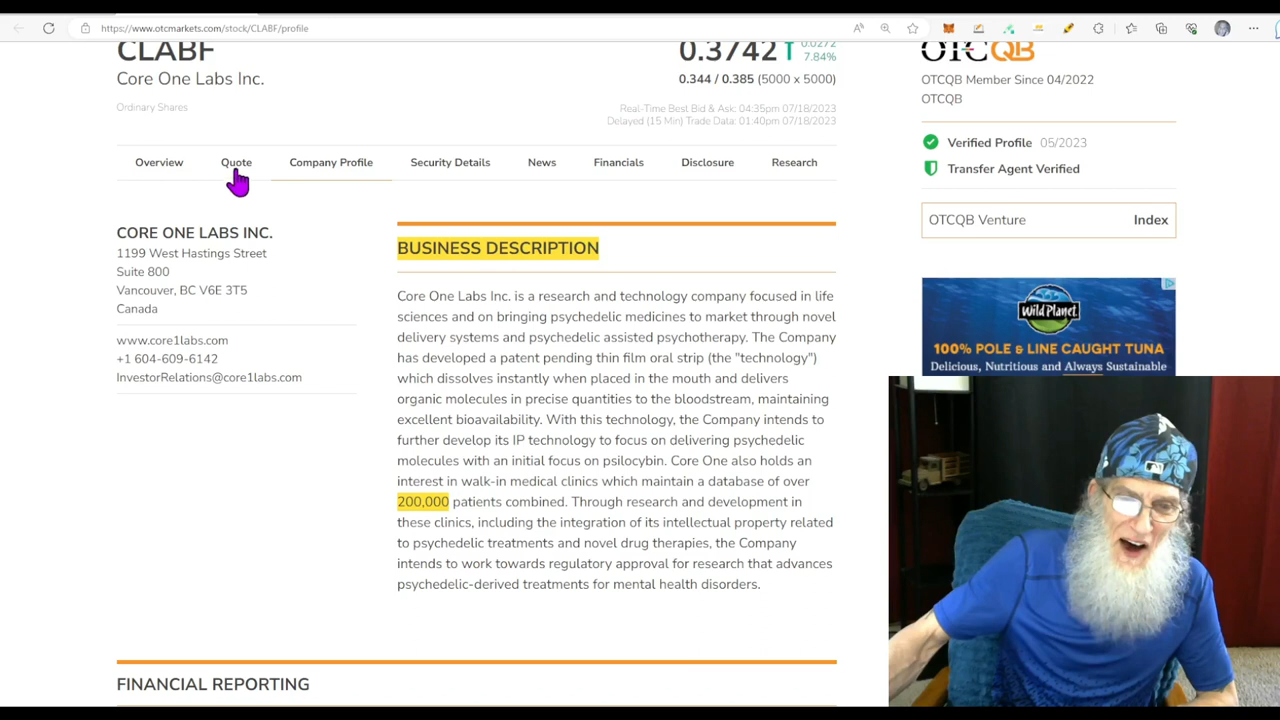 https://www.otcmarkets.com/stock/CLABF/profile
CLABF
Core One Labs Inc.
Ordinary Shares
0.3742
0.0272
7.84%
0.344 / 0.385 (5000 x 5000)
Real-Time Best Bid & Ask: 04:35pm 07/18/2023
Delayed (15 Min) Trade Data: 01:40pm 07/18/2023
OTCQB
OTCQB Member Since 04/2022
OTCQB
Verified Profile 05/2023
Transfer Agent Verified
OTCQB Venture Index
Overview Quote Company Profile Security Details News Financials Disclosure Research
CORE ONE LABS INC.
1199 West Hastings Street
Suite 800
Vancouver, BC V6E 3T5
Canada
www.core1labs.com
+1 604-609-6142
InvestorRelations@core1labs.com
BUSINESS DESCRIPTION
Core One Labs Inc. is a research and technology company focused in life
sciences and on bringing psychedelic medicines to market through novel
delivery systems and psychedelic assisted psychotherapy. The Company
has developed a patent pending thin film oral strip (the "technology")
which dissolves instantly when placed in the mouth and delivers
organic molecules in precise quantities to the bloodstream, maintaining
excellent bioavailability. With this technology, the Company intends to
further develop its IP technology to focus on delivering psychedelic
molecules with an initial focus on psilocybin. Core One also holds an
interest in walk-in medical clinics which maintain a database of over
200,000 patients combined. Through research and development in
these clinics, including the integration of its intellectual property related
to psychedelic treatments and novel drug therapies, the Company
intends to work towards regulatory approval for research that advances
psychedelic-derived treatments for mental health disorders.
FINANCIAL REPORTING
WILD PLANET
100% POLE & LINE CAUGHT TUNA
Delicious, Nutritious and Always Sustainable